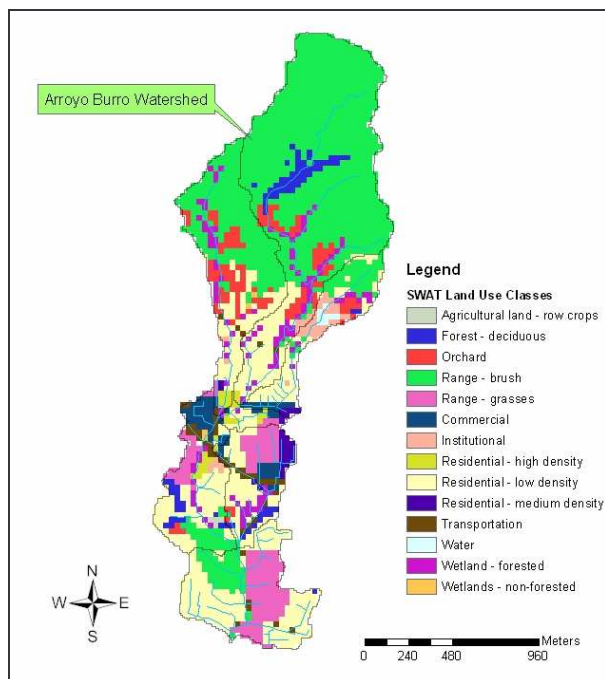 Arroyo Burro Watershed
Legend
SWAT Land Use Classes
Agricultural land - row crops
Forest - deciduous
Orchard
Range - brush
Range - grasses
Commercial
Institutional
Residential - high density
Residential - low density
Residential - medium density
Transportation
Water
Wetland - forested
Wetlands - non-forested
N
W E
S
Meters
0 240 480 960